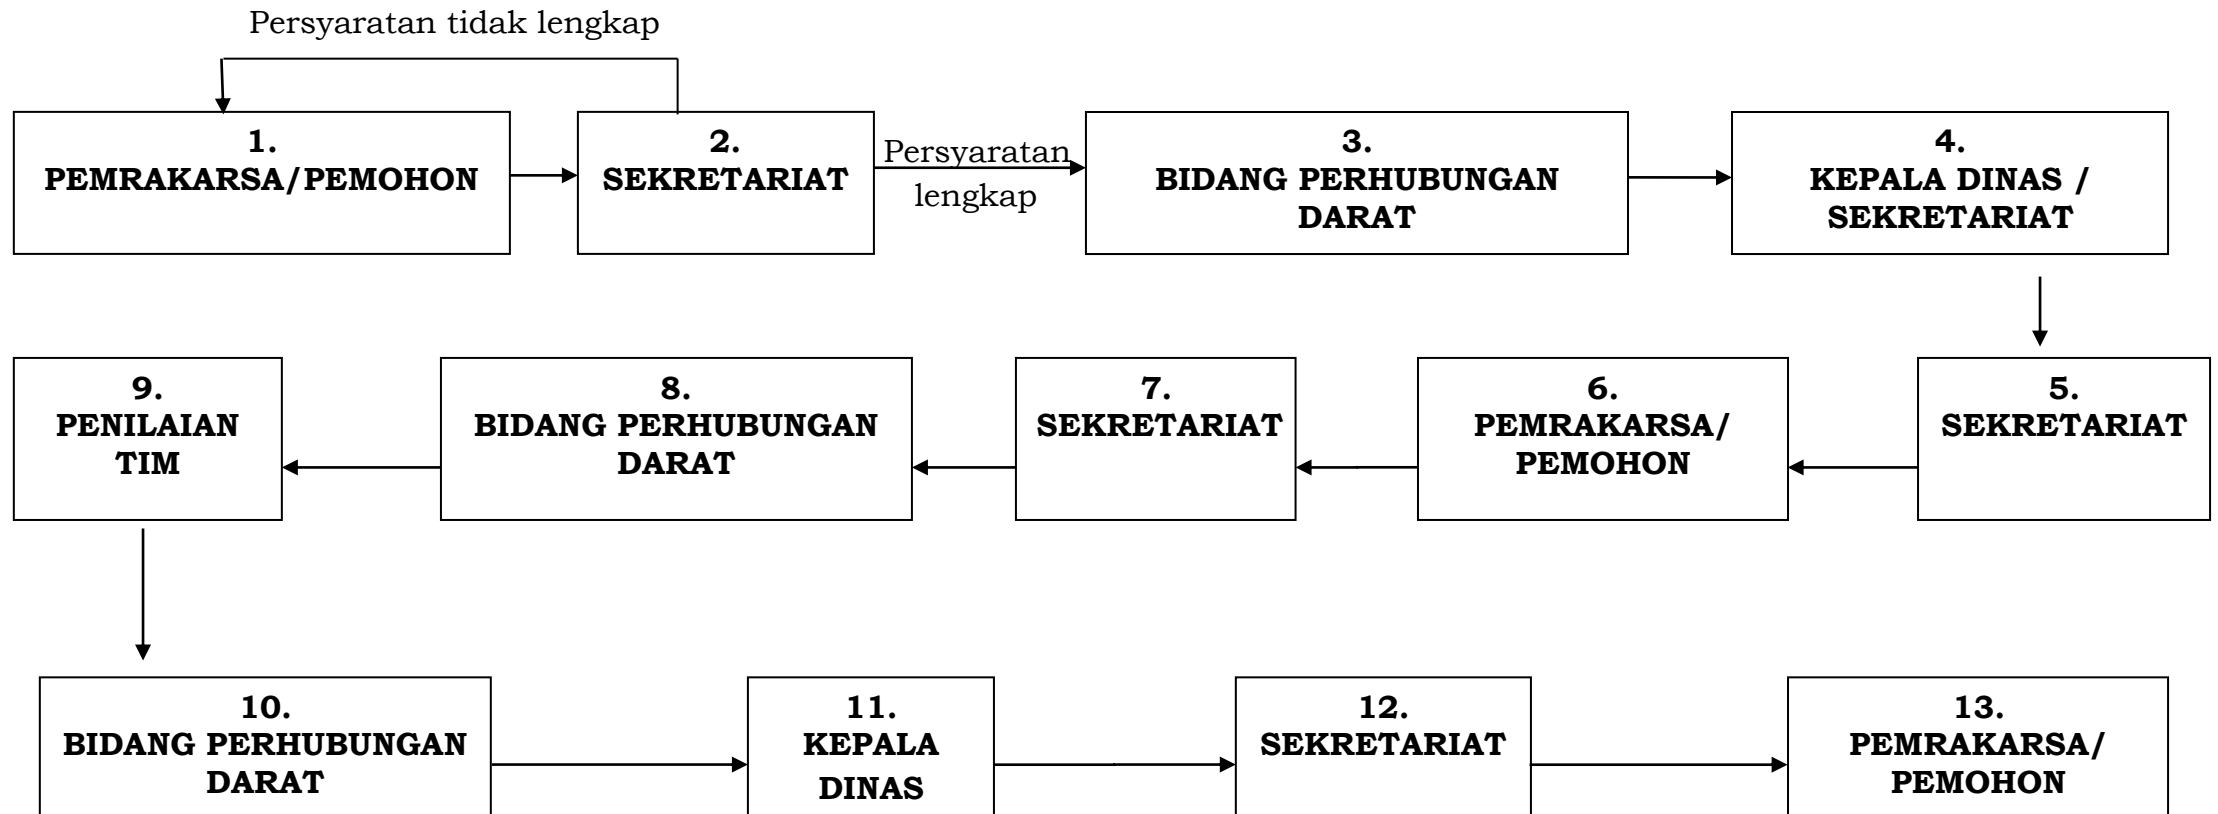 Persyaratan tidak lengkap
1.
PEMRAKARSA/PEMOHON
2.
SEKRETARIAT
Persyaratan
lengkap
3.
BIDANG PERHUBUNGAN
DARAT
4.
KEPALA DINAS /
SEKRETARIAT
5.
SEKRETARIAT
6.
PEMRAKARSA/
PEMOHON
7.
SEKRETARIAT
8.
BIDANG PERHUBUNGAN
DARAT
9.
PENILAIAN
TIM
10.
BIDANG PERHUBUNGAN
DARAT
11.
KEPALA
DINAS
12.
SEKRETARIAT
13.
PEMRAKARSA/
PEMOHON